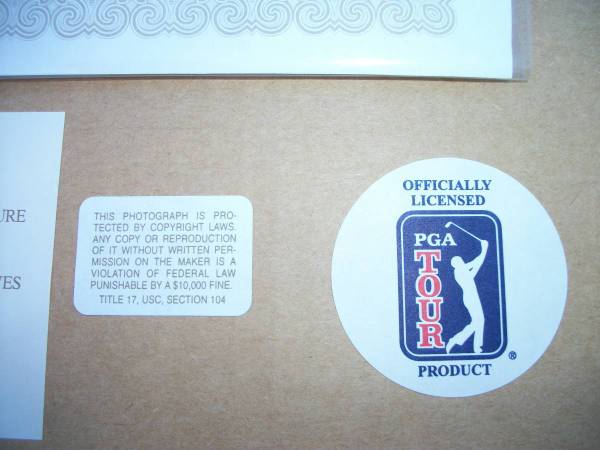 URE
THIS PHOTOGRAPH IS PRO-
TECTED BY COPYRIGHT LAWS.
ANY COPY OR REPRODUCTION
OF IT WITHOUT WRITTEN PER-
MISSION ON THE MAKER IS A
VIOLATION OF FEDERAL LAW
PUNISHABLE BY A $10,000 FINE.
TITLE 17, USC, SECTION 104
OFFICIALLY
LICENSED
PGA
TOUR
®
PRODUCT